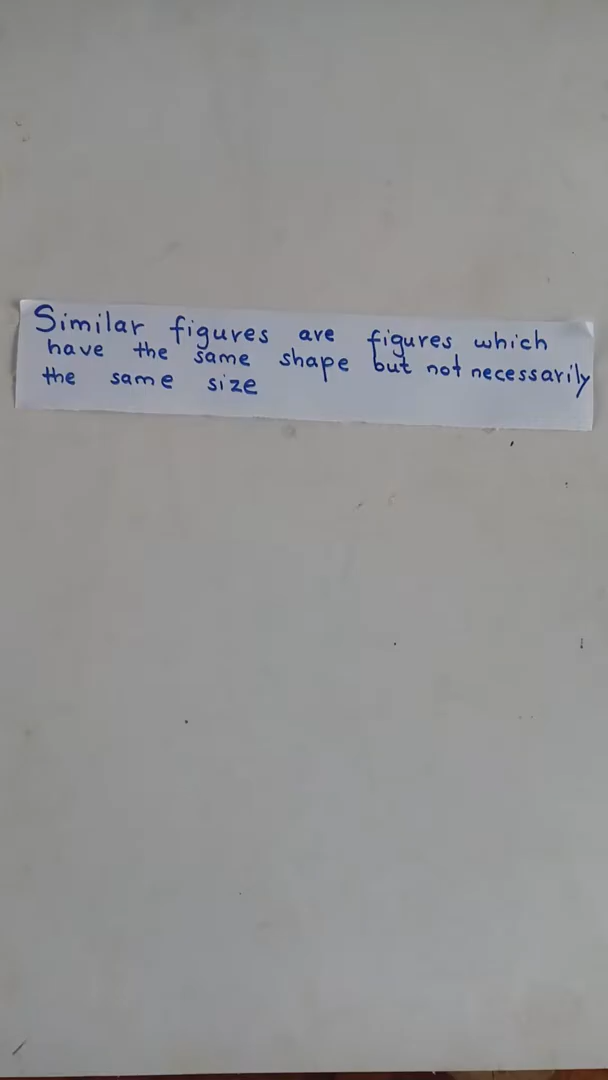 Similar figures are figures which
have the same shape but not necessarily
the same size